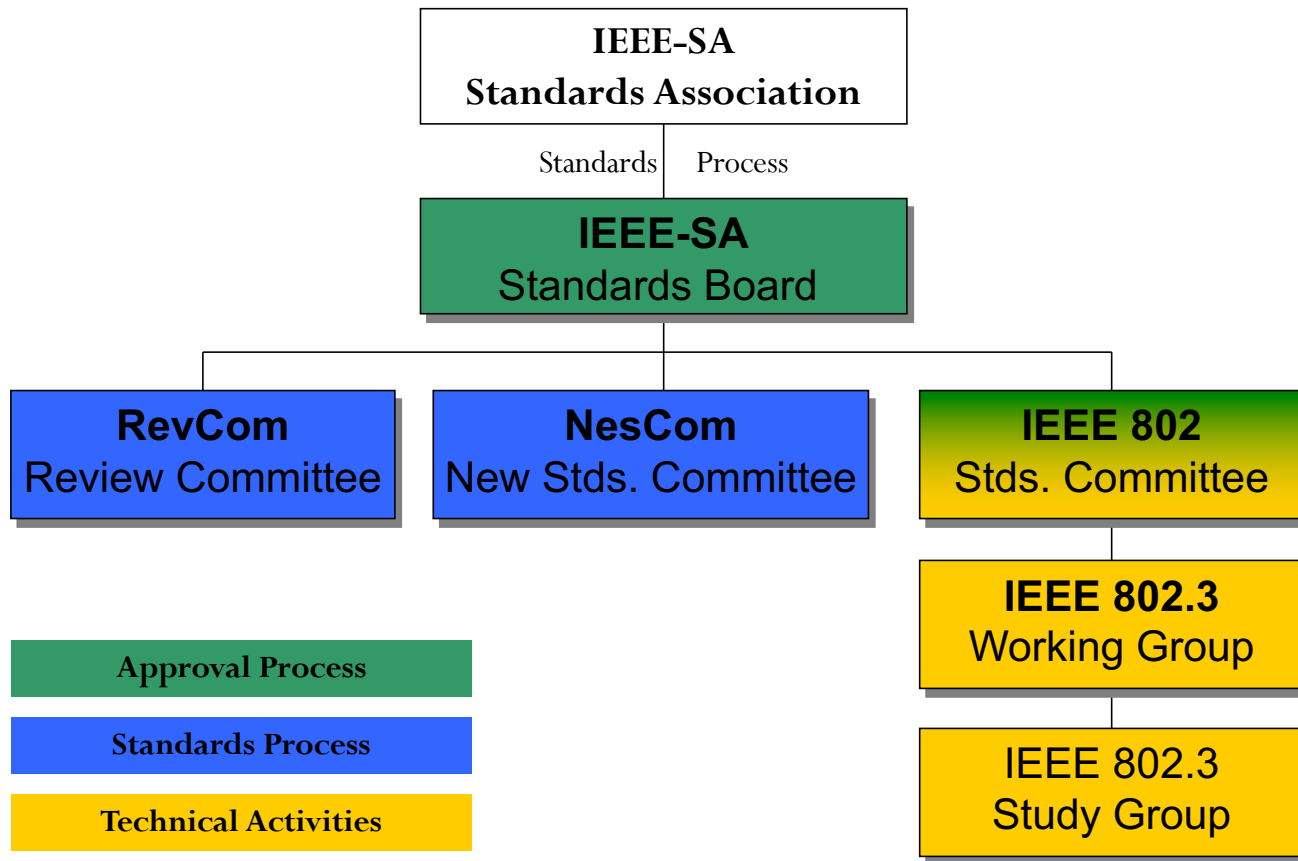 IEEE-SA
Standards Association
Standards Process
IEEE-SA
Standards Board
RevCom
Review Committee
NesCom
New Stds. Committee
IEEE 802
Stds. Committee
IEEE 802.3
Working Group
IEEE 802.3
Study Group
Approval Process
Standards Process
Technical Activities